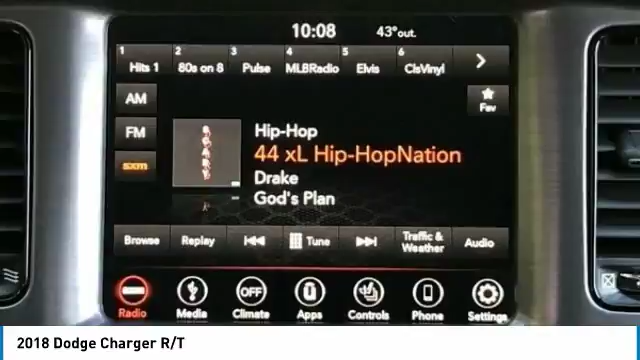 10:08 43°out.
1 2 3 4 5 6
Hits 1 80s on 8 Pulse MLBRadio Elvis ClsVinyl
AM
Fav
FM
sxm
Hip-Hop
44 xL Hip-HopNation
Drake
God's Plan
Browse Replay Tune Traffic & Weather Audio
OFF
Radio Media Climate Apps Controls Phone Settings
2018 Dodge Charger R/T